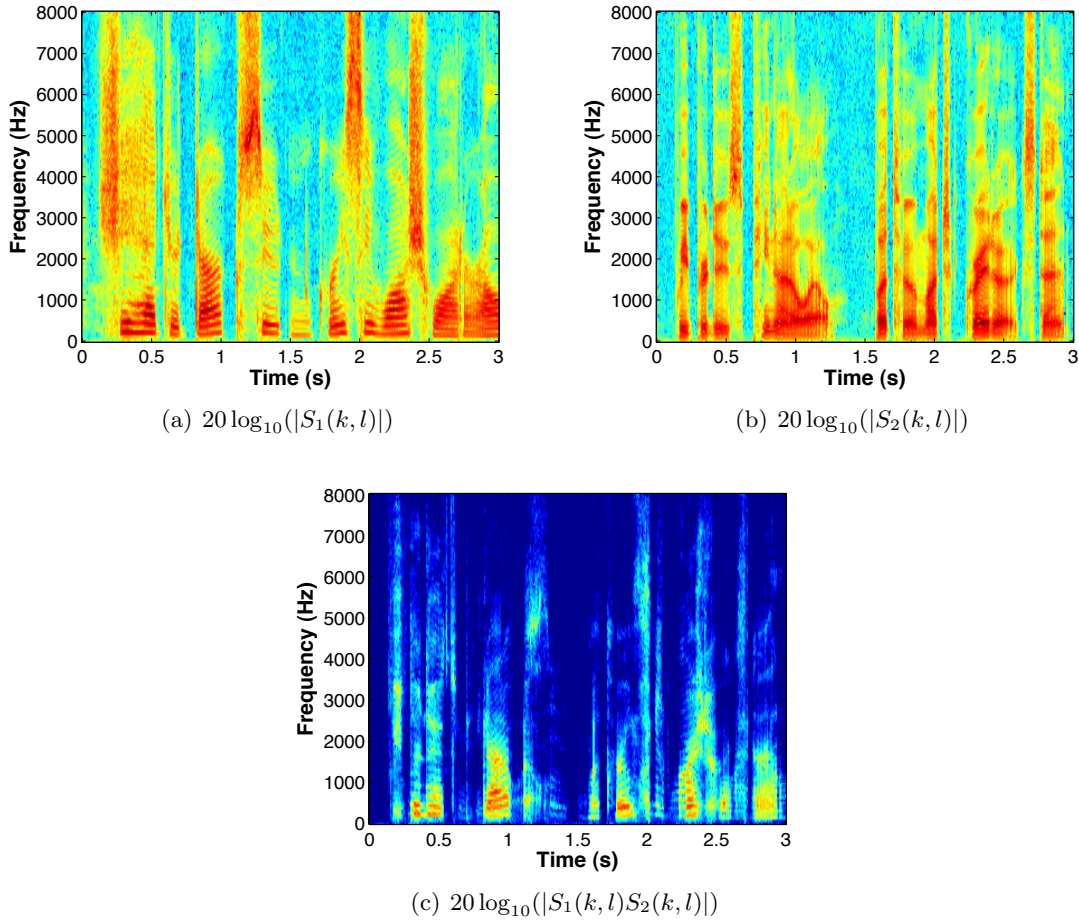 8000
7000
6000
5000
4000
3000
2000
1000
0
Frequency (Hz)
0 0.5 1 1.5 2 2.5 3
Time (s)
(a) 20 log₁₀(|S₁(k, l)|)
8000
7000
6000
5000
4000
3000
2000
1000
0
Frequency (Hz)
0 0.5 1 1.5 2 2.5 3
Time (s)
(b) 20 log₁₀(|S₂(k, l)|)
8000
7000
6000
5000
4000
3000
2000
1000
0
Frequency (Hz)
0 0.5 1 1.5 2 2.5 3
Time (s)
(c) 20 log₁₀(|S₁(k, l)S₂(k, l)|)